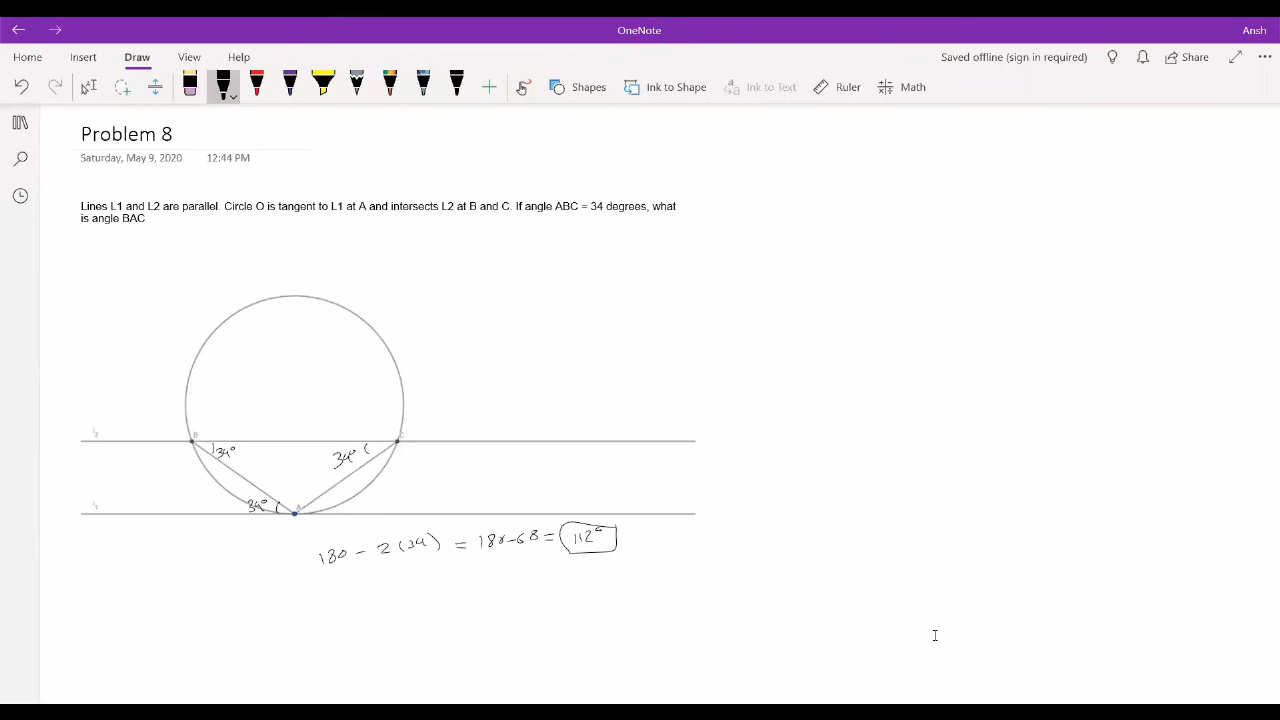 OneNote
Ansh
Home Insert Draw View Help
Saved offline (sign in required) Share
Shapes Ink to Shape Ink to Text Ruler Math
Problem 8
Saturday, May 9, 2020 12:44 PM
Lines L1 and L2 are parallel. Circle O is tangent to L1 at A and intersects L2 at B and C. If angle ABC = 34 degrees, what
is angle BAC
B C
34° 34°
34° A
180 - 2 (34) = 180-68 = 112°